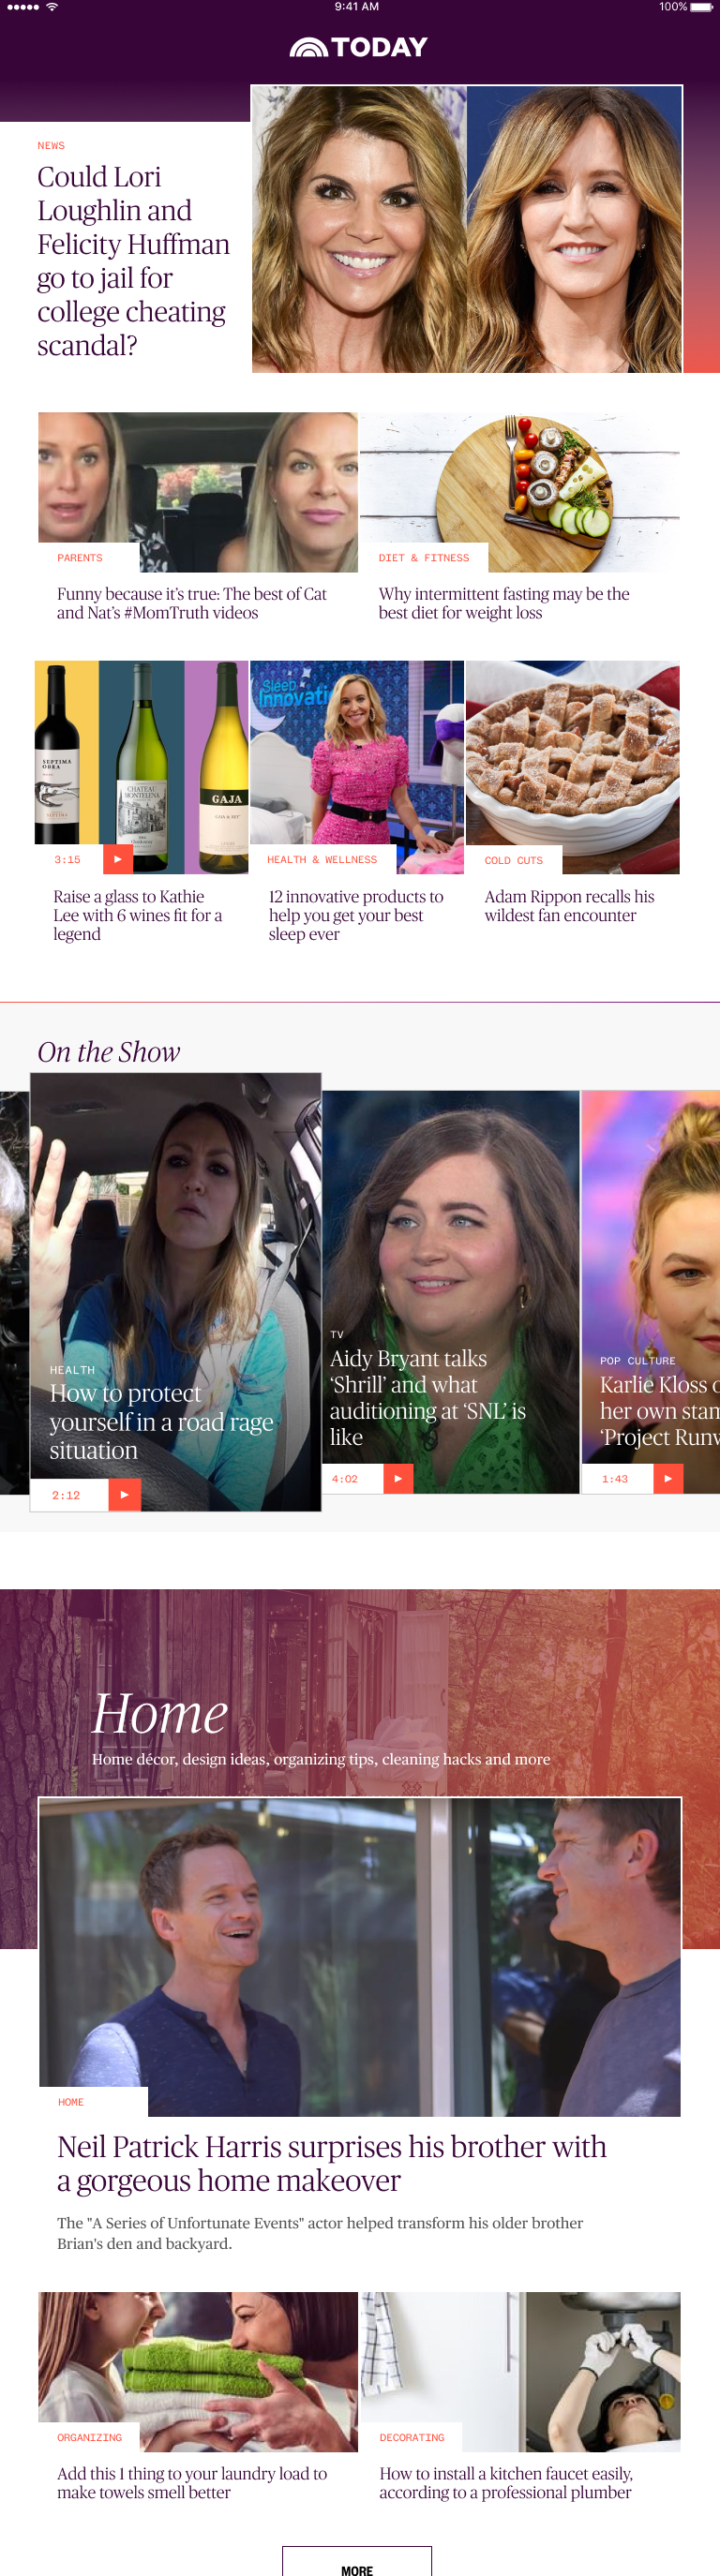 9:41 AM
100%
TODAY
NEWS
Could Lori
Loughlin and
Felicity Huffman
go to jail for
college cheating
scandal?
PARENTS
Funny because it’s true: The best of Cat
and Nat’s #MomTruth videos
DIET & FITNESS
Why intermittent fasting may be the
best diet for weight loss
SEPTIMA
OBRA
CHATEAU
MONTELENA
GAJA
3:15
Raise a glass to Kathie
Lee with 6 wines fit for a
legend
Sleep
HEALTH & WELLNESS
12 innovative products to
help you get your best
sleep ever
COLD CUTS
Adam Rippon recalls his
wildest fan encounter
On the Show
HEALTH
How to protect
yourself in a road rage
situation
2:12
TV
Aidy Bryant talks
‘Shrill’ and what
auditioning at ‘SNL’ is
like
4:02
POP CULTURE
Karlie Kloss
her own
‘Project
1:43
Home
Home décor, design ideas, organizing tips, cleaning hacks and more
HOME
Neil Patrick Harris surprises his brother with
a gorgeous home makeover
The "A Series of Unfortunate Events" actor helped transform his older brother
Brian's den and backyard.
ORGANIZING
Add this 1 thing to your laundry load to
make towels smell better
DECORATING
How to install a kitchen faucet easily,
according to a professional plumber
MORE